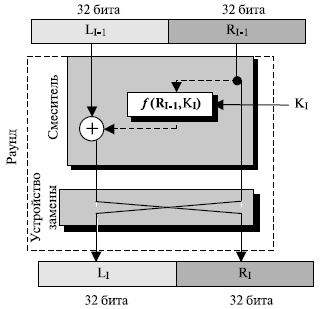 32 бита 32 бита
L I-1 R I-1
Смеситель
f(R I-1, K I)
K I
+
Раунд
Устройство
замены
L I R I
32 бита 32 бита